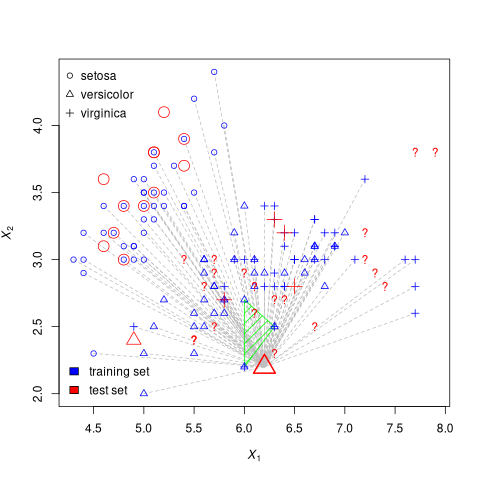 setosa
versicolor
virginica
4.0
3.5
3.0
2.5
2.0
X2
? ?
?
? ? ?
? ? ? ?
? ? ? ? ?
? ? ?
?
? ?
?
?
training set
test set
4.5 5.0 5.5 6.0 6.5 7.0 7.5 8.0
X1